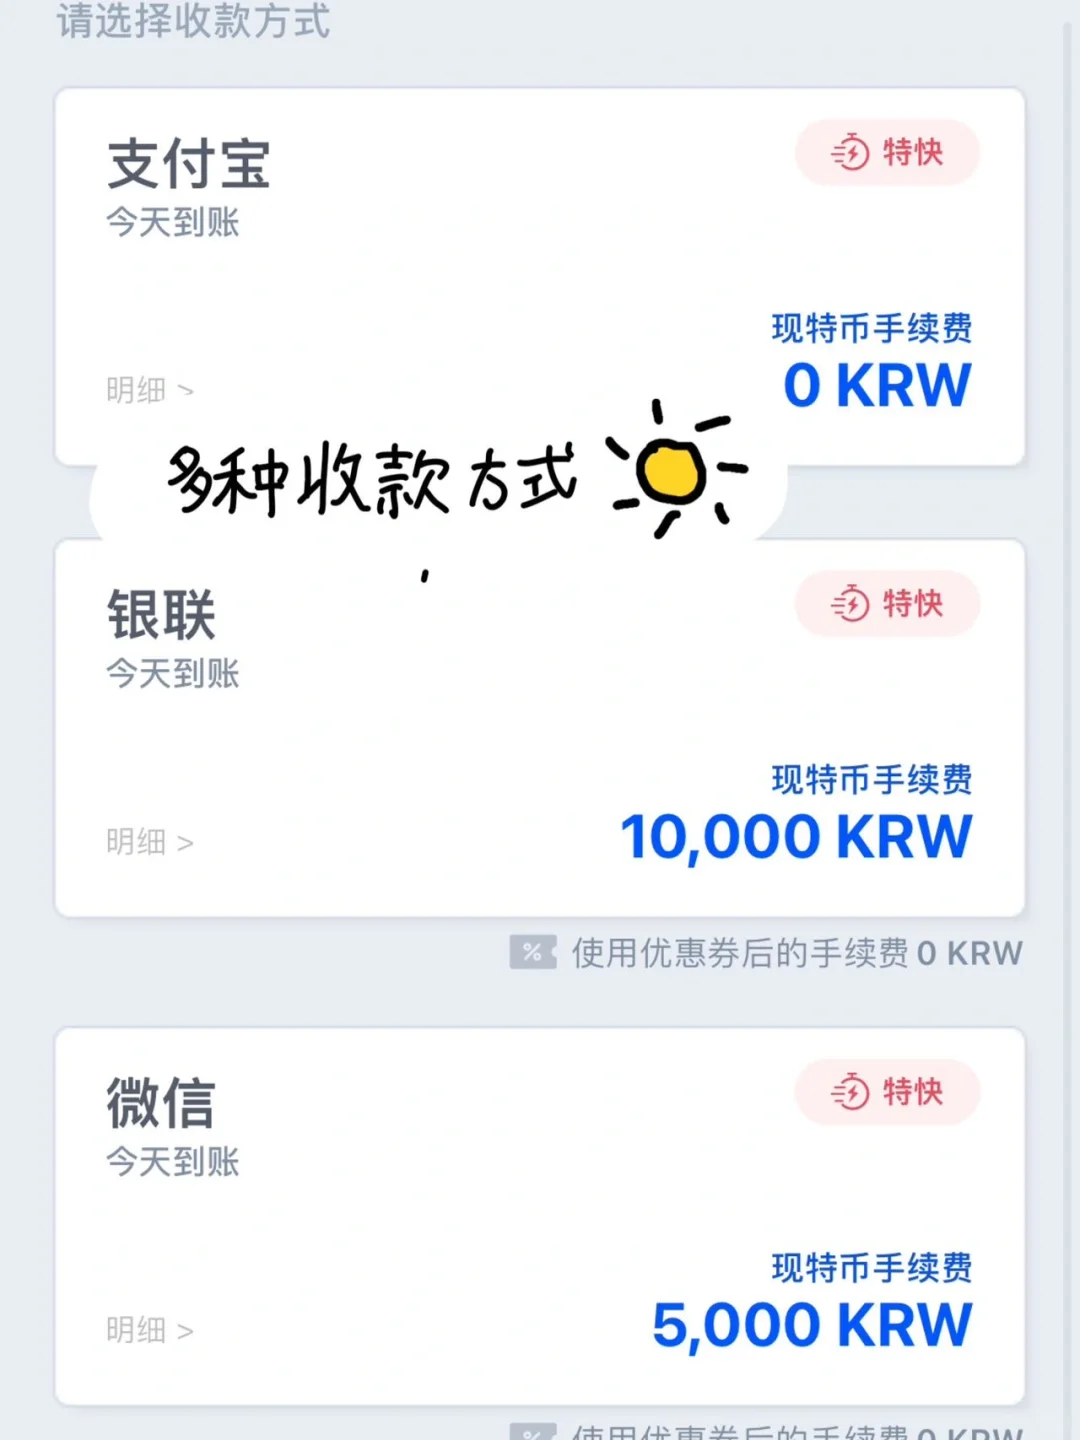 请选择收款方式
支付宝
特快
今天到账
现特币手续费
0 KRW
明细 >
多种收款方式
银联
特快
今天到账
现特币手续费
10,000 KRW
明细 >
% 使用优惠券后的手续费 0 KRW
微信
特快
今天到账
现特币手续费
5,000 KRW
明细 >
% 使用优惠券后的手续费 0 KRW